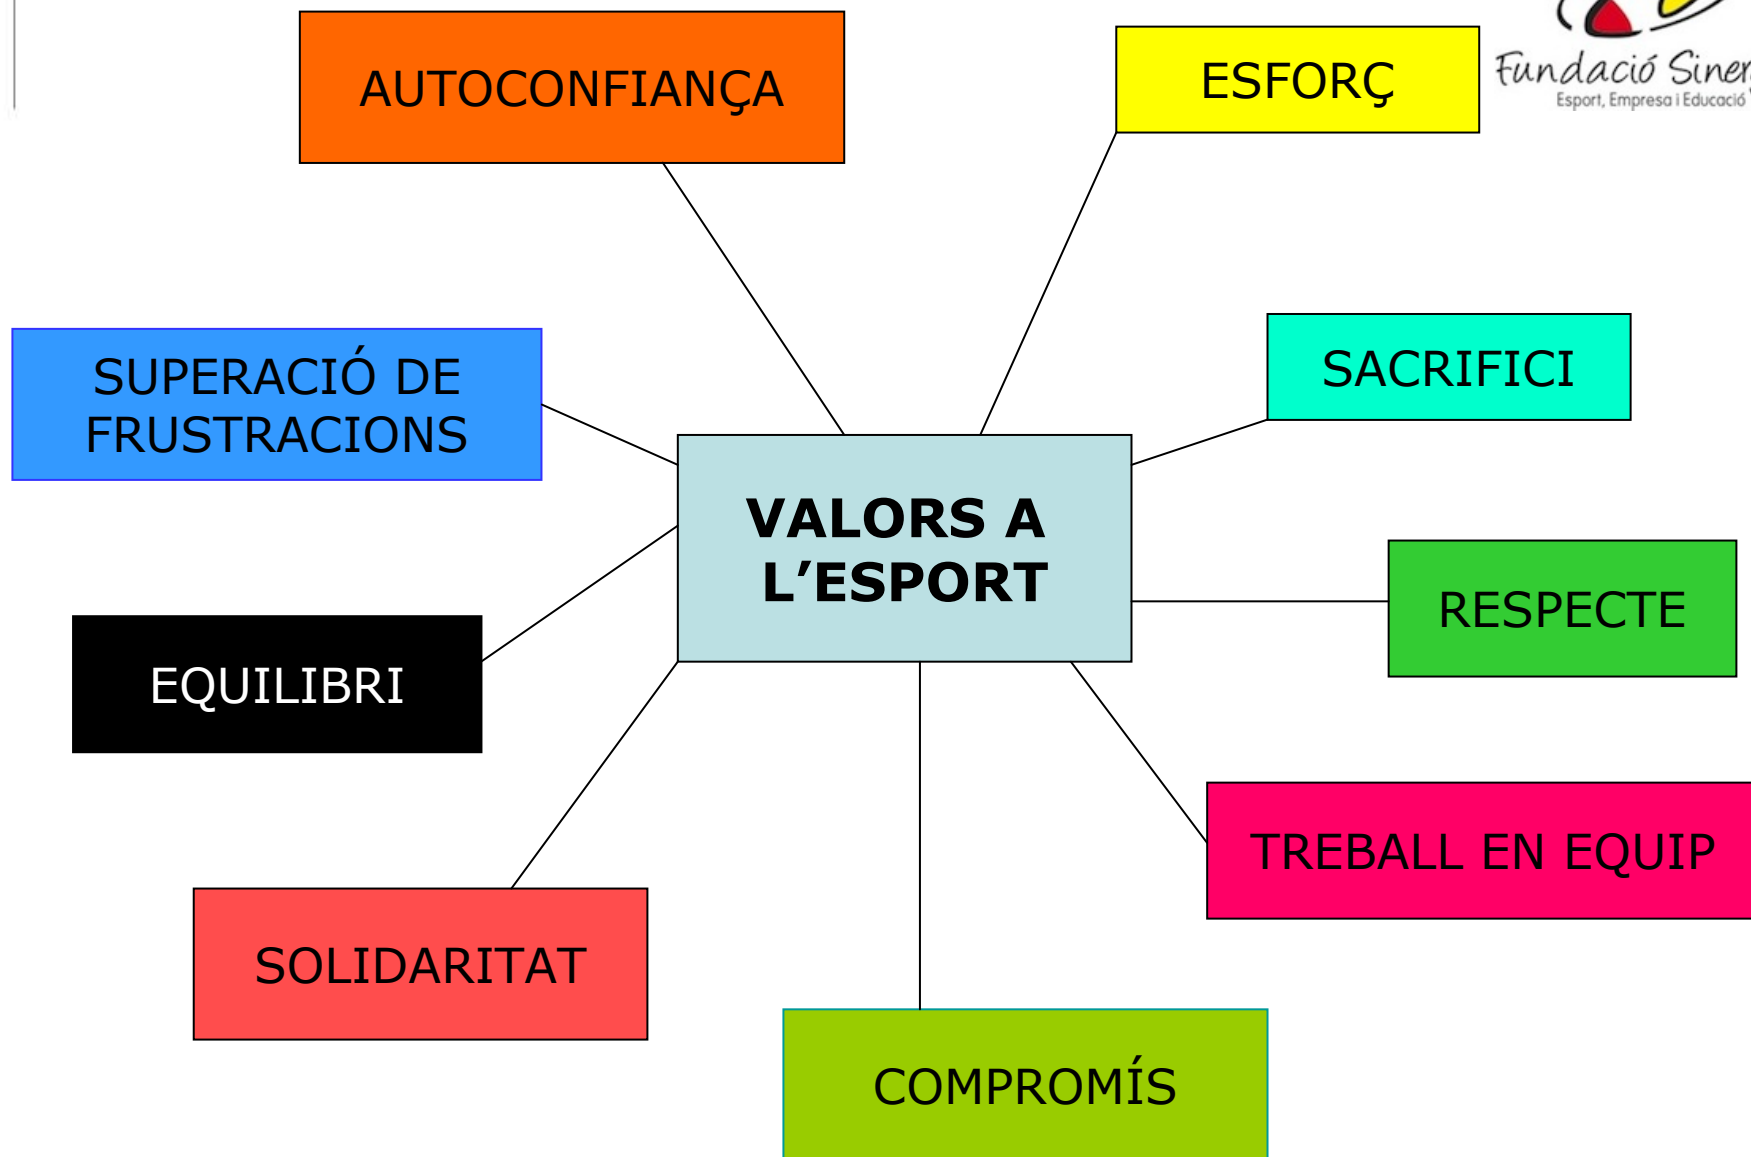 AUTOCONFIANÇA
ESFORÇ
Fundació
Esport, Empresa i Educació
SUPERACIÓ DE
FRUSTRACIONS
SACRIFICI
VALORS A
L’ESPORT
RESPECTE
EQUILIBRI
TREBALL EN EQUIP
SOLIDARITAT
COMPROMÍS